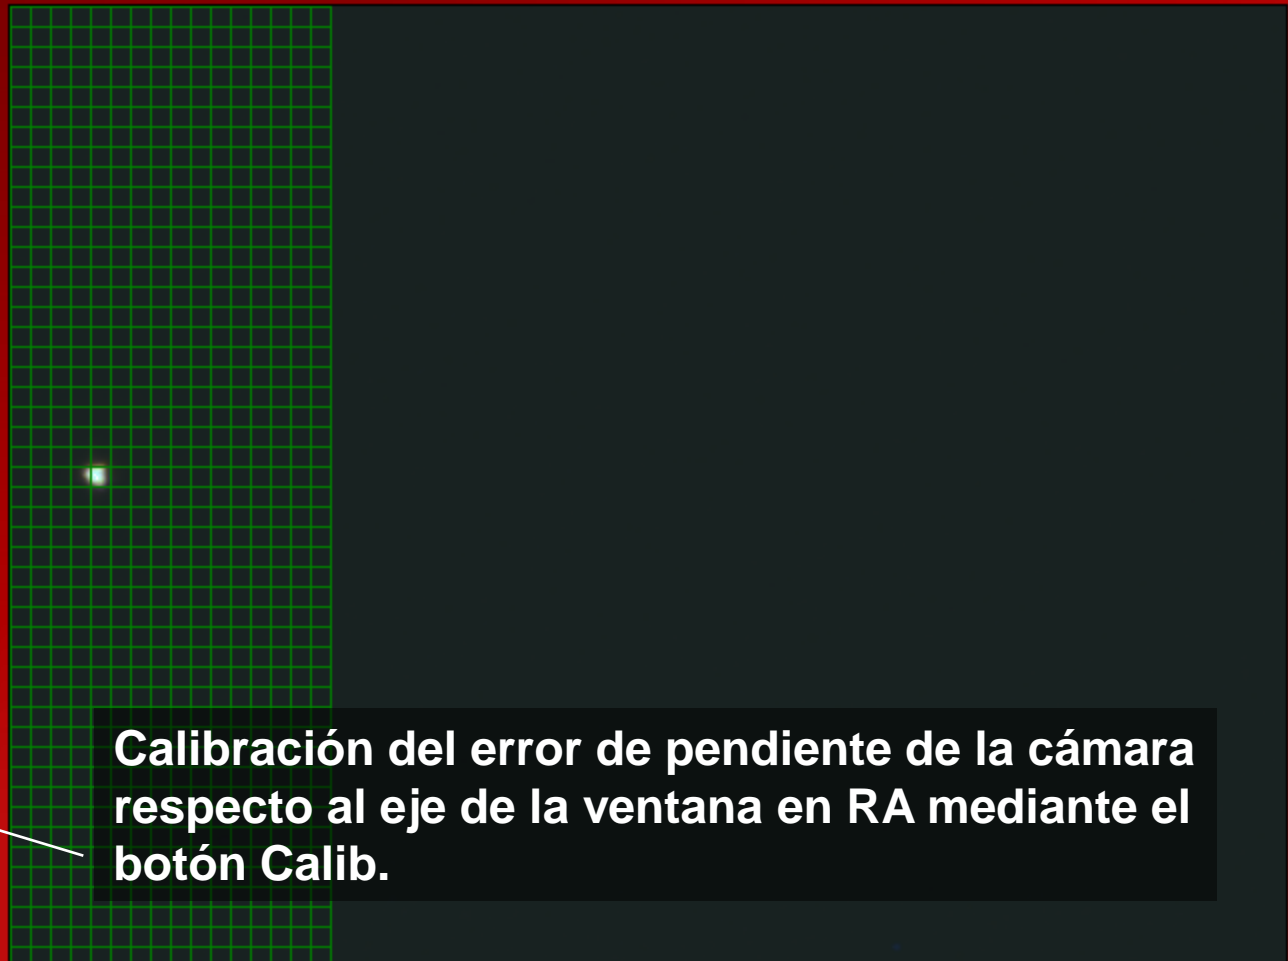 Calibración del error de pendiente de la cámara
respecto al eje de la ventana en RA mediante el
botón Calib.